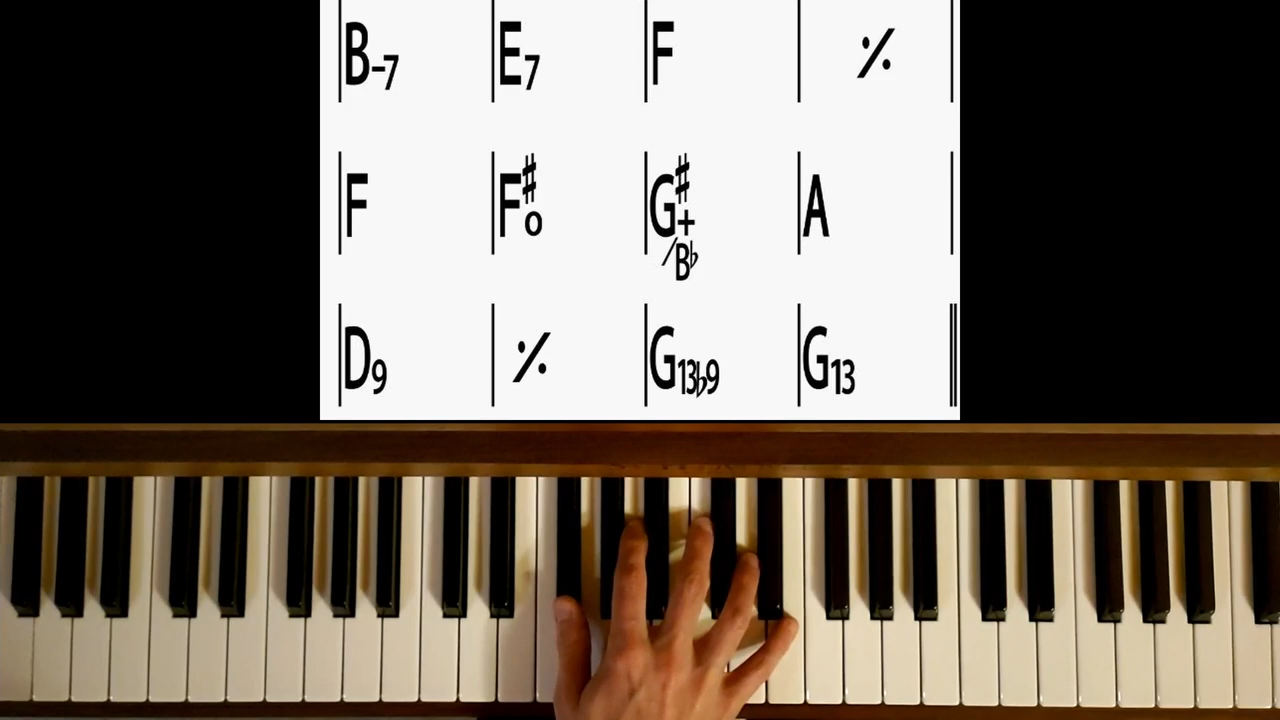 B–7 E7 F 𝄎
F F♯o G♯+/B♭ A
D9 𝄎 G13♭9 G13